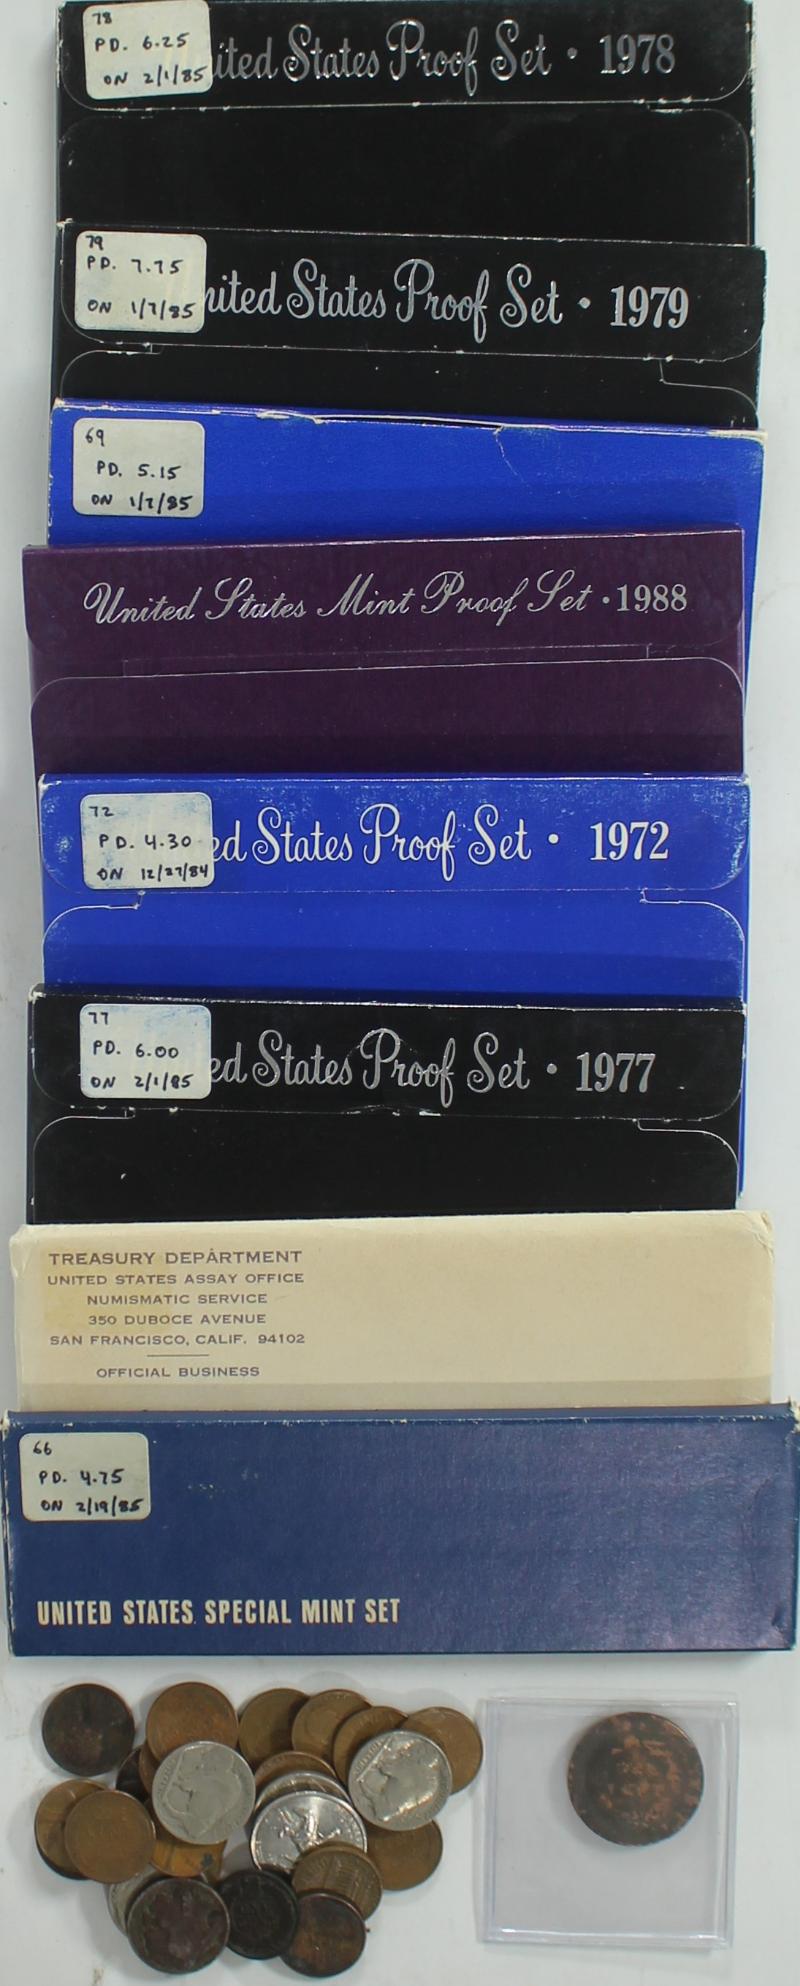 78
PD. 6.25
ON 2/1/85
ited States Proof Set • 1978
79
PD. 7.75
ON 1/7/85
nited States Proof Set • 1979
69
PD. 5.15
ON 1/7/85
United States Mint Proof Set • 1988
72
PD. 4.30
ON 12/27/84
ed States Proof Set • 1972
77
PD. 6.00
ON 2/1/85
ed States Proof Set • 1977
TREASURY DEPARTMENT
UNITED STATES ASSAY OFFICE
NUMISMATIC SERVICE
350 DUBOCE AVENUE
SAN FRANCISCO, CALIF. 94102
OFFICIAL BUSINESS
66
PD. 4.75
ON 2/19/85
UNITED STATES SPECIAL MINT SET